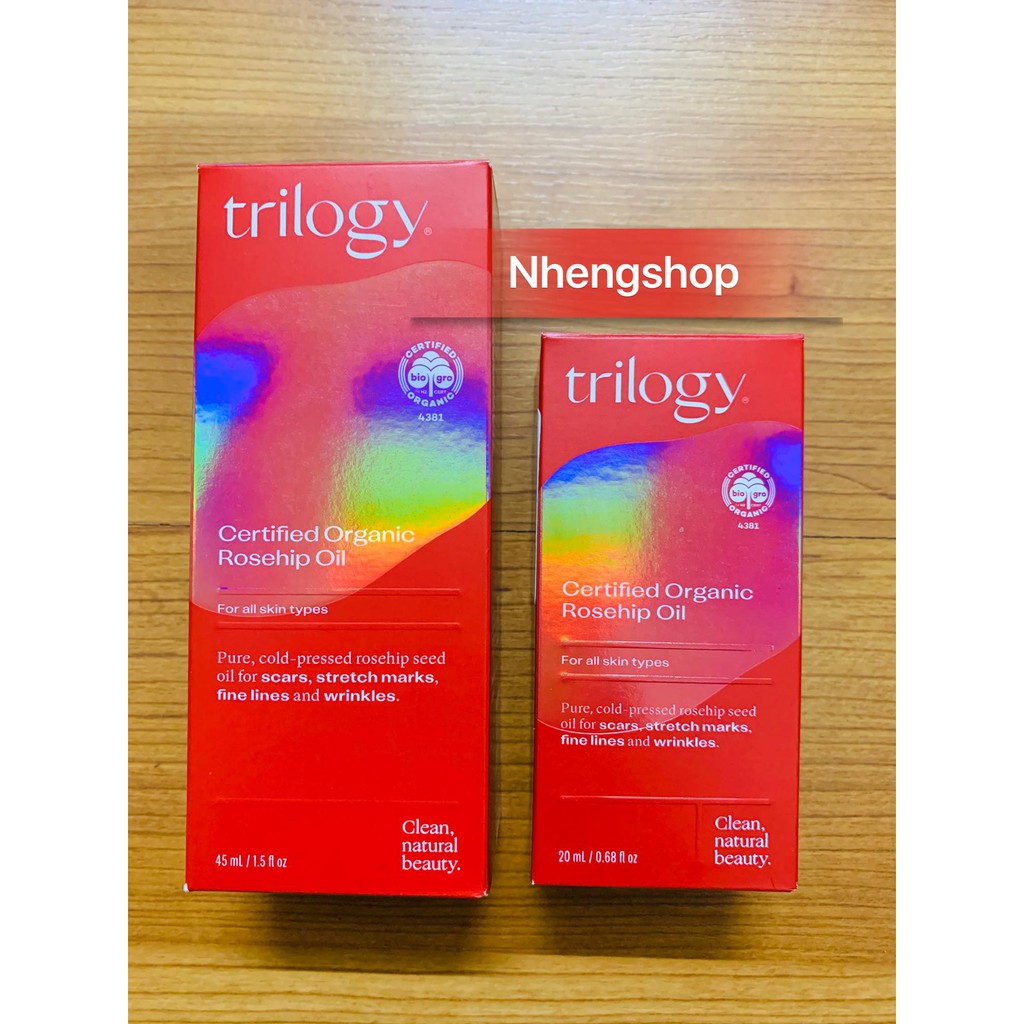 trilogy®
CERTIFIED
bio gro
ORGANIC
4381
Certified Organic
Rosehip Oil
For all skin types
Pure, cold-pressed rosehip seed
oil for scars, stretch marks,
fine lines and wrinkles.
45 mL / 1.5 fl oz
Clean,
natural
beauty.
Nhengshop
trilogy®
CERTIFIED
bio gro
ORGANIC
4381
Certified Organic
Rosehip Oil
For all skin types
Pure, cold-pressed rosehip seed
oil for scars, stretch marks,
fine lines and wrinkles.
20 mL / 0.68 fl oz
Clean,
natural
beauty.